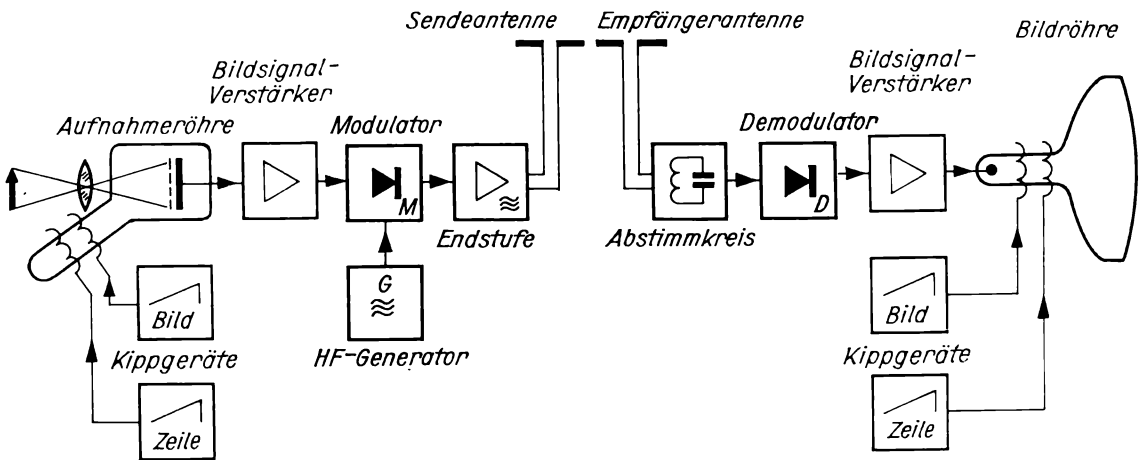 Sendeantenne
Empfängerantenne
Bildröhre
Bildsignal-
Verstärker
Bildsignal-
Verstärker
Aufnahmeröhre
Modulator
Demodulator
M
D
Endstufe
Abstimmkreis
G
HF-Generator
Bild
Kippgeräte
Zeile
Bild
Kippgeräte
Zeile